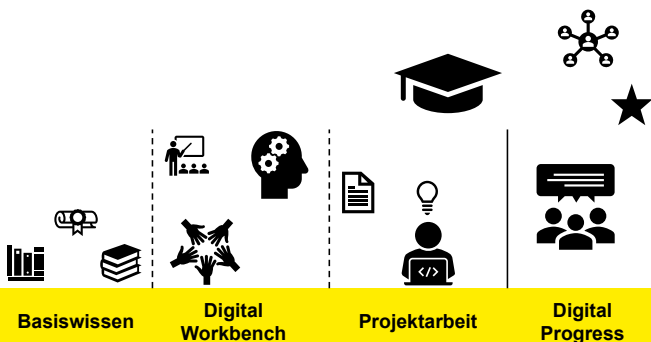 </>
Basiswissen
Digital
Workbench
Projektarbeit
Digital
Progress